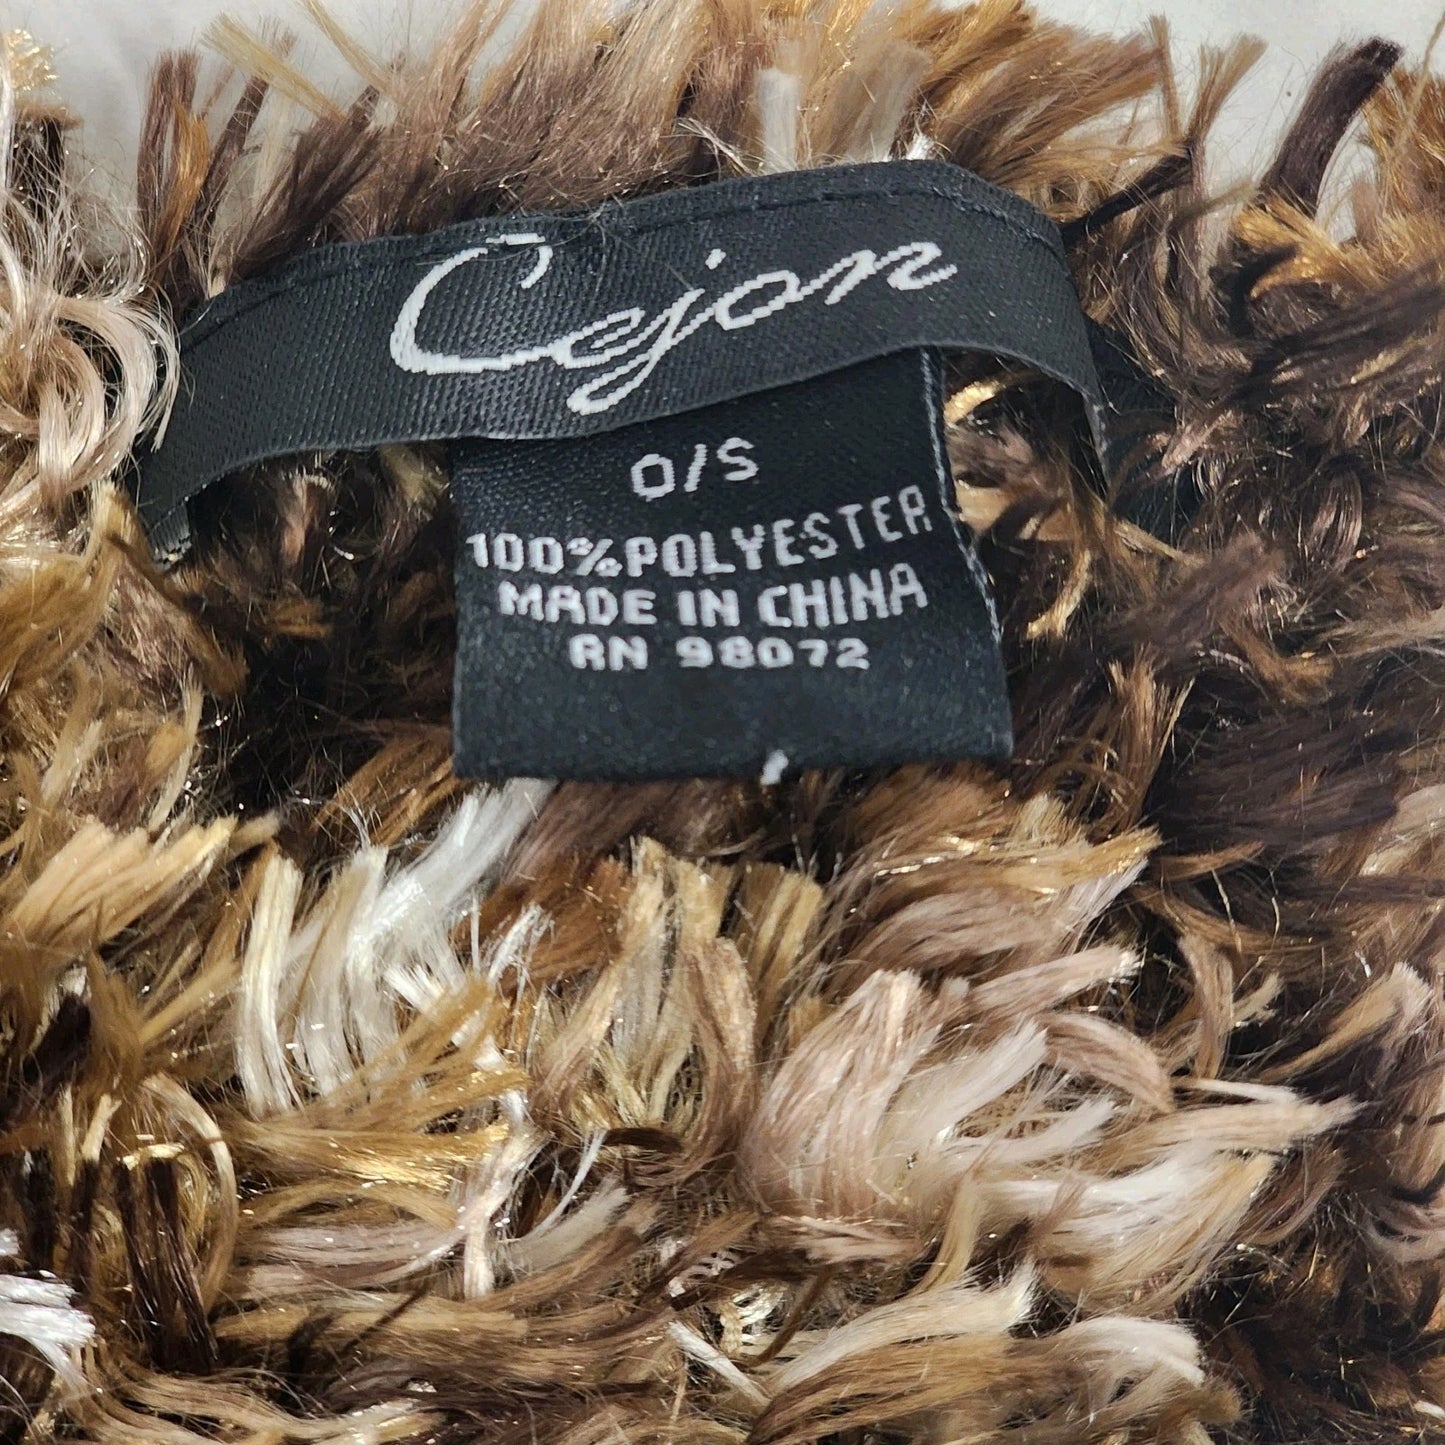 Cejon
O/S
100%POLYESTER
MADE IN CHINA
RN 98072